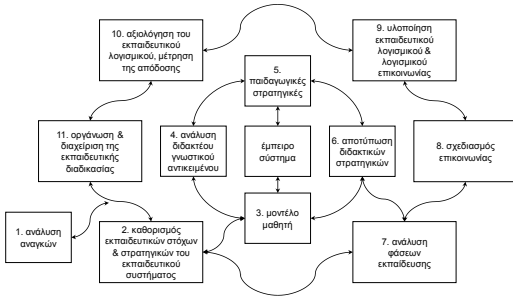 10. αξιολόγηση του
εκπαιδευτικού
λογισμικού, μέτρηση
της απόδοσης
9. υλοποίηση
εκπαιδευτικού
λογισμικού &
λογισμικού
επικοινωνίας
5.
παιδαγωγικές
στρατηγικές
11. οργάνωση &
διαχείριση της
εκπαιδευτικής
διαδικασίας
4. ανάλυση
διδακτέου
γνωστικού
αντικειμένου
έμπειρο
σύστημα
6. αποτύπωση
διδακτικών
στρατηγικών
8. σχεδιασμός
επικοινωνίας
3. μοντέλο
μαθητή
1. ανάλυση
αναγκών
2. καθορισμός
εκπαιδευτικών στόχων
& στρατηγικών του
εκπαιδευτικού
συστήματος
7. ανάλυση
φάσεων
εκπαίδευσης